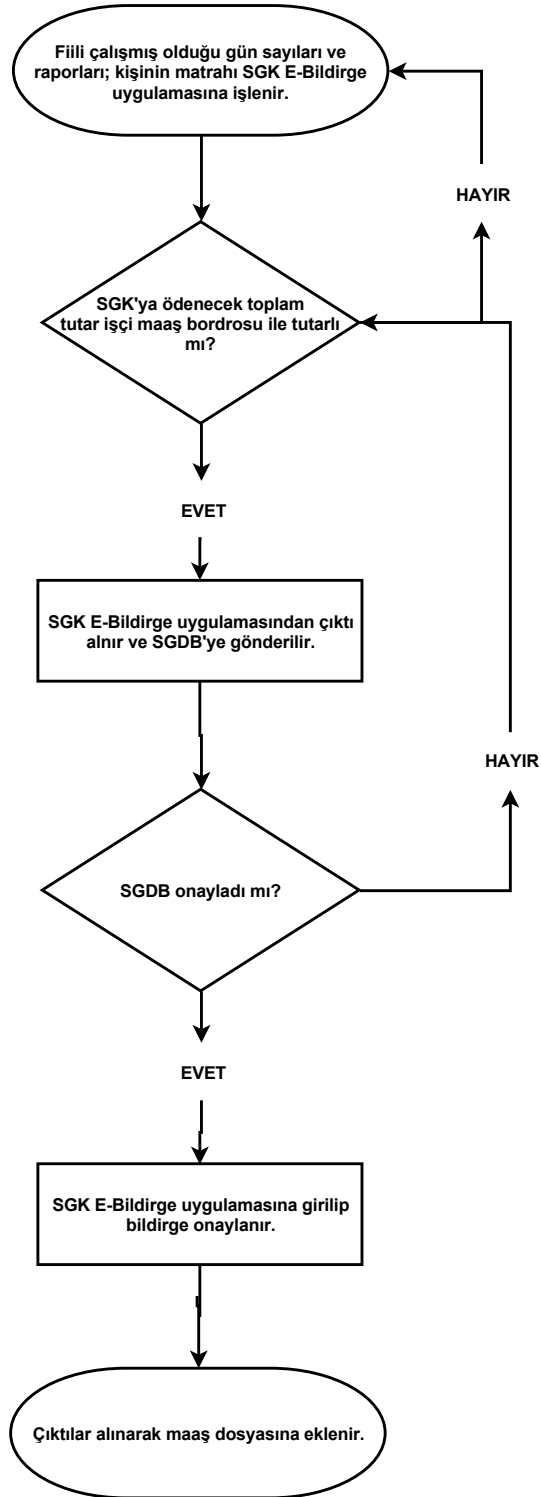 Fiili çalışmış olduğu gün sayıları ve
raporları; kişinin matrahı SGK E-Bildirge
uygulamasına işlenir.
HAYIR
SGK'ya ödenecek toplam
tutar işçi maaş bordrosu ile tutarlı
mı?
EVET
SGK E-Bildirge uygulamasından çıktı
alnır ve SGDB'ye gönderilir.
HAYIR
SGDB onayladı mı?
EVET
SGK E-Bildirge uygulamasına girilip
bildirge onaylanır.
Çıktılar alınarak maaş dosyasına eklenir.